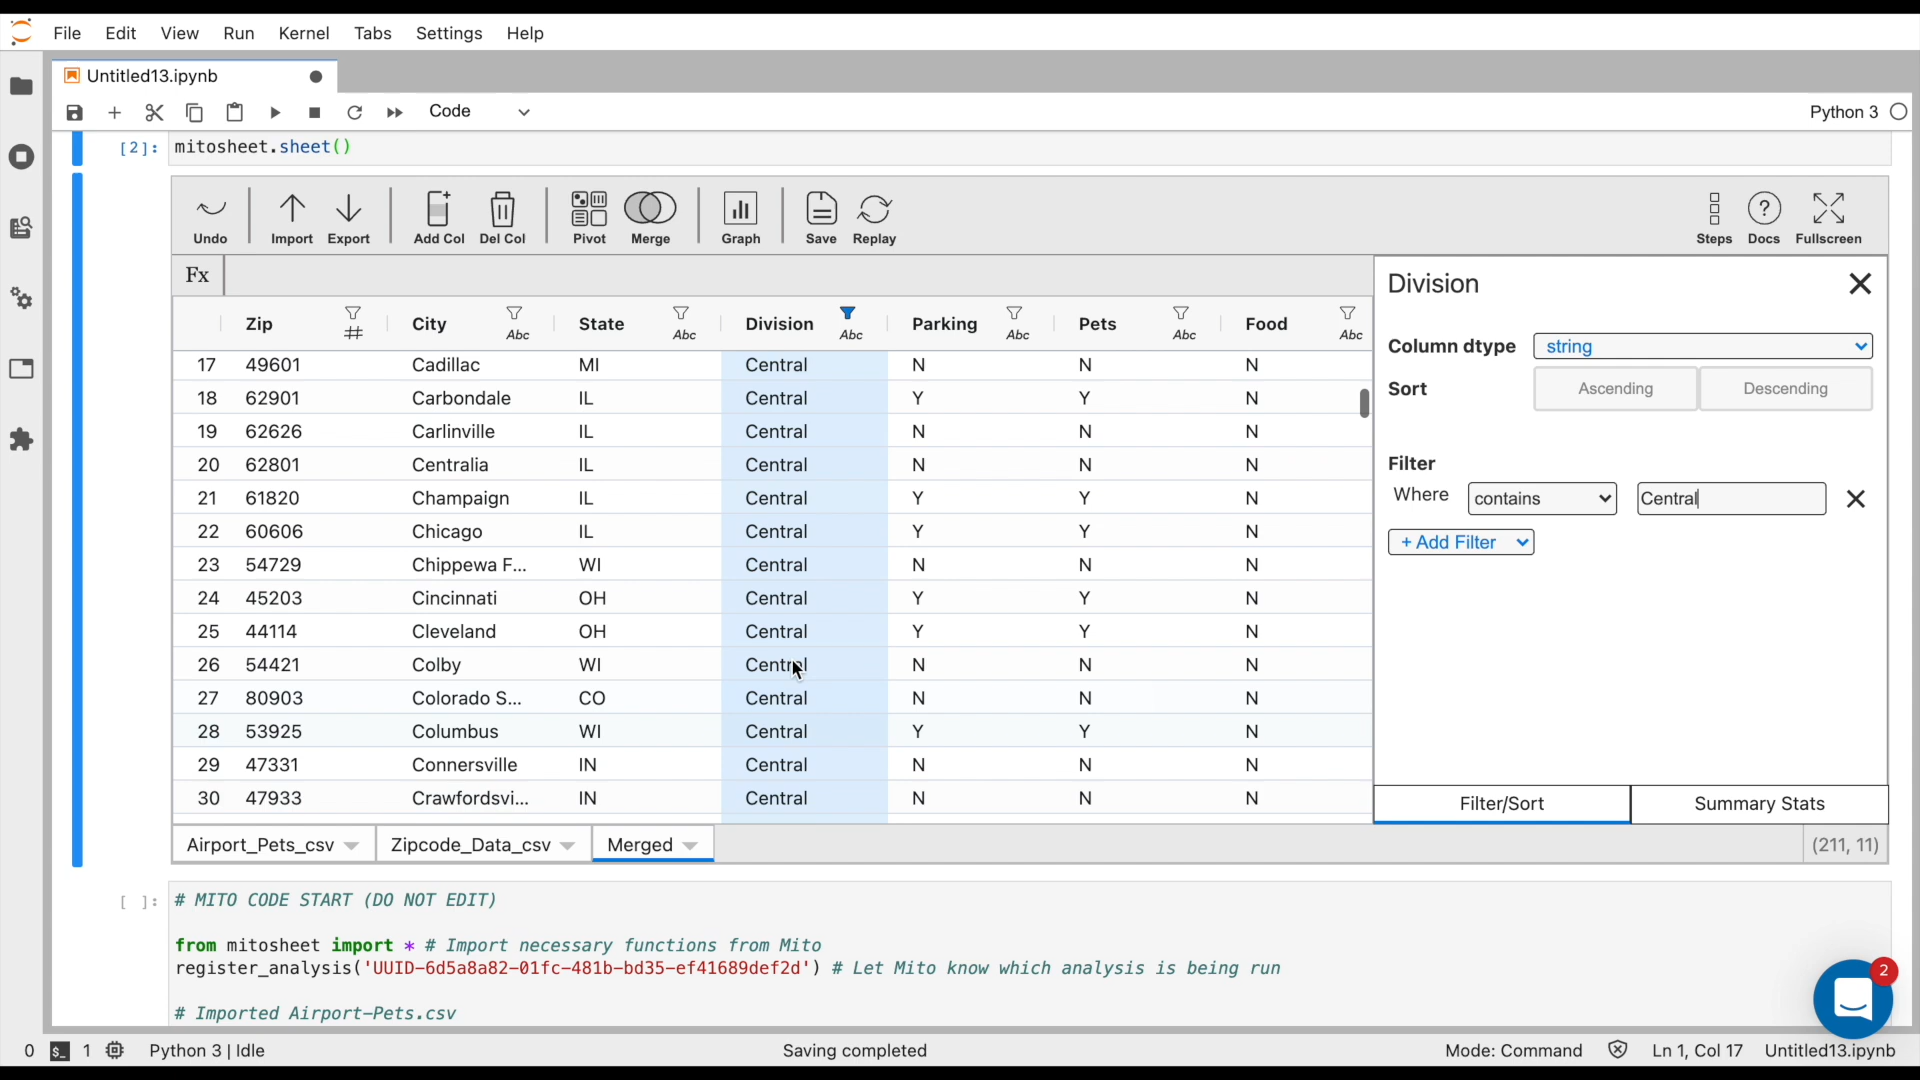 File Edit View Run Kernel Tabs Settings Help
Untitled13.ipynb
Code Python 3
[2]: mitosheet.sheet()
Undo Import Export Add Col Del Col Pivot Merge Graph Save Replay Steps Docs Fullscreen
Fx
Zip City Abc State Abc Division Abc Parking Abc Pets Abc Food Abc
17 49601 Cadillac MI Central N N N
18 62901 Carbondale IL Central Y Y N
19 62626 Carlinville IL Central N N N
20 62801 Centralia IL Central N N N
21 61820 Champaign IL Central Y Y N
22 60606 Chicago IL Central Y Y N
23 54729 Chippewa F... WI Central N N N
24 45203 Cincinnati OH Central Y Y N
25 44114 Cleveland OH Central Y Y N
26 54421 Colby WI Central N N N
27 80903 Colorado S... CO Central N N N
28 53925 Columbus WI Central Y Y N
29 47331 Connersville IN Central N N N
30 47933 Crawfordsvi... IN Central N N N
Division
Column dtype string
Sort Ascending Descending
Filter
Where contains Central
+ Add Filter
Filter/Sort Summary Stats
Airport_Pets_csv Zipcode_Data_csv Merged (211, 11)
[ ]: # MITO CODE START (DO NOT EDIT)
from mitosheet import * # Import necessary functions from Mito
register_analysis('UUID-6d5a8a82-01fc-481b-bd35-ef41689def2d') # Let Mito know which analysis is being run
# Imported Airport-Pets.csv
2
0 $_ 1 Python 3 | Idle Saving completed Mode: Command Ln 1, Col 17 Untitled13.ipynb